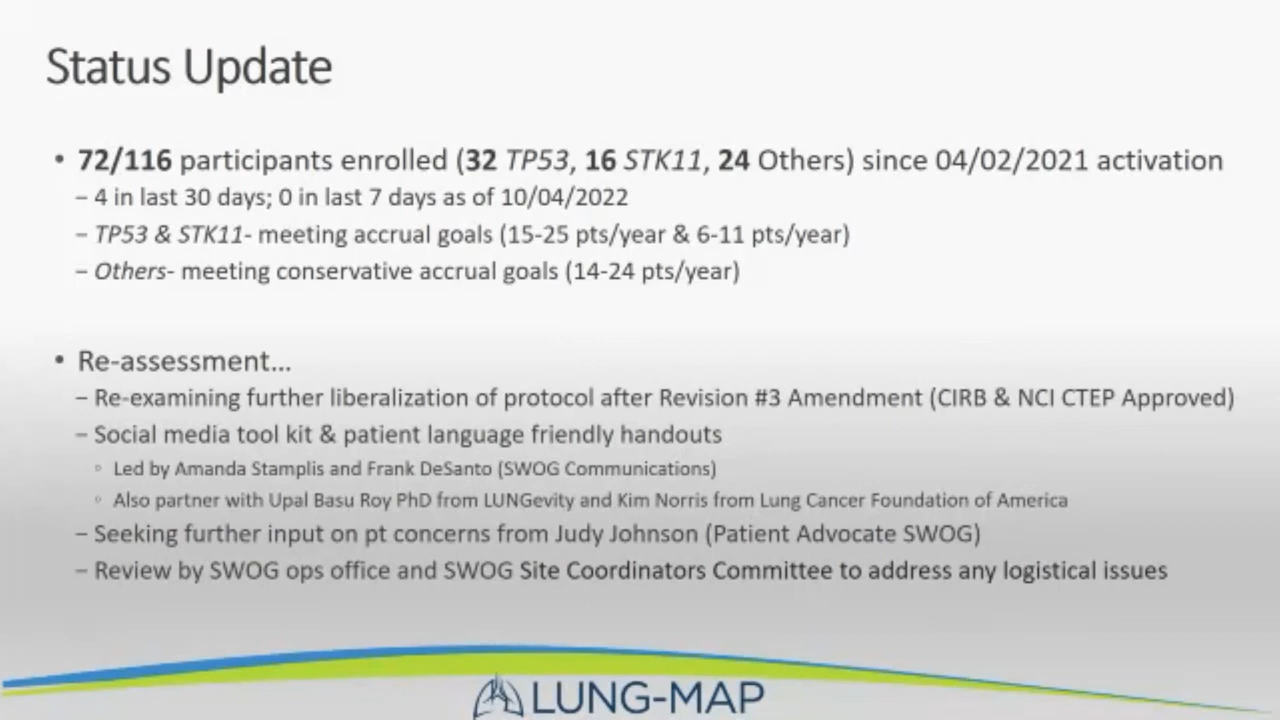 Status Update
• 72/116 participants enrolled (32 TP53, 16 STK11, 24 Others) since 04/02/2021 activation
– 4 in last 30 days; 0 in last 7 days as of 10/04/2022
– TP53 & STK11- meeting accrual goals (15-25 pts/year & 6-11 pts/year)
– Others- meeting conservative accrual goals (14-24 pts/year)
• Re-assessment...
– Re-examining further liberalization of protocol after Revision #3 Amendment (CIRB & NCI CTEP Approved)
– Social media tool kit & patient language friendly handouts
◦ Led by Amanda Stamplis and Frank DeSanto (SWOG Communications)
◦ Also partner with Upal Basu Roy PhD from LUNGevity and Kim Norris from Lung Cancer Foundation of America
– Seeking further input on pt concerns from Judy Johnson (Patient Advocate SWOG)
– Review by SWOG ops office and SWOG Site Coordinators Committee to address any logistical issues
LUNG-MAP